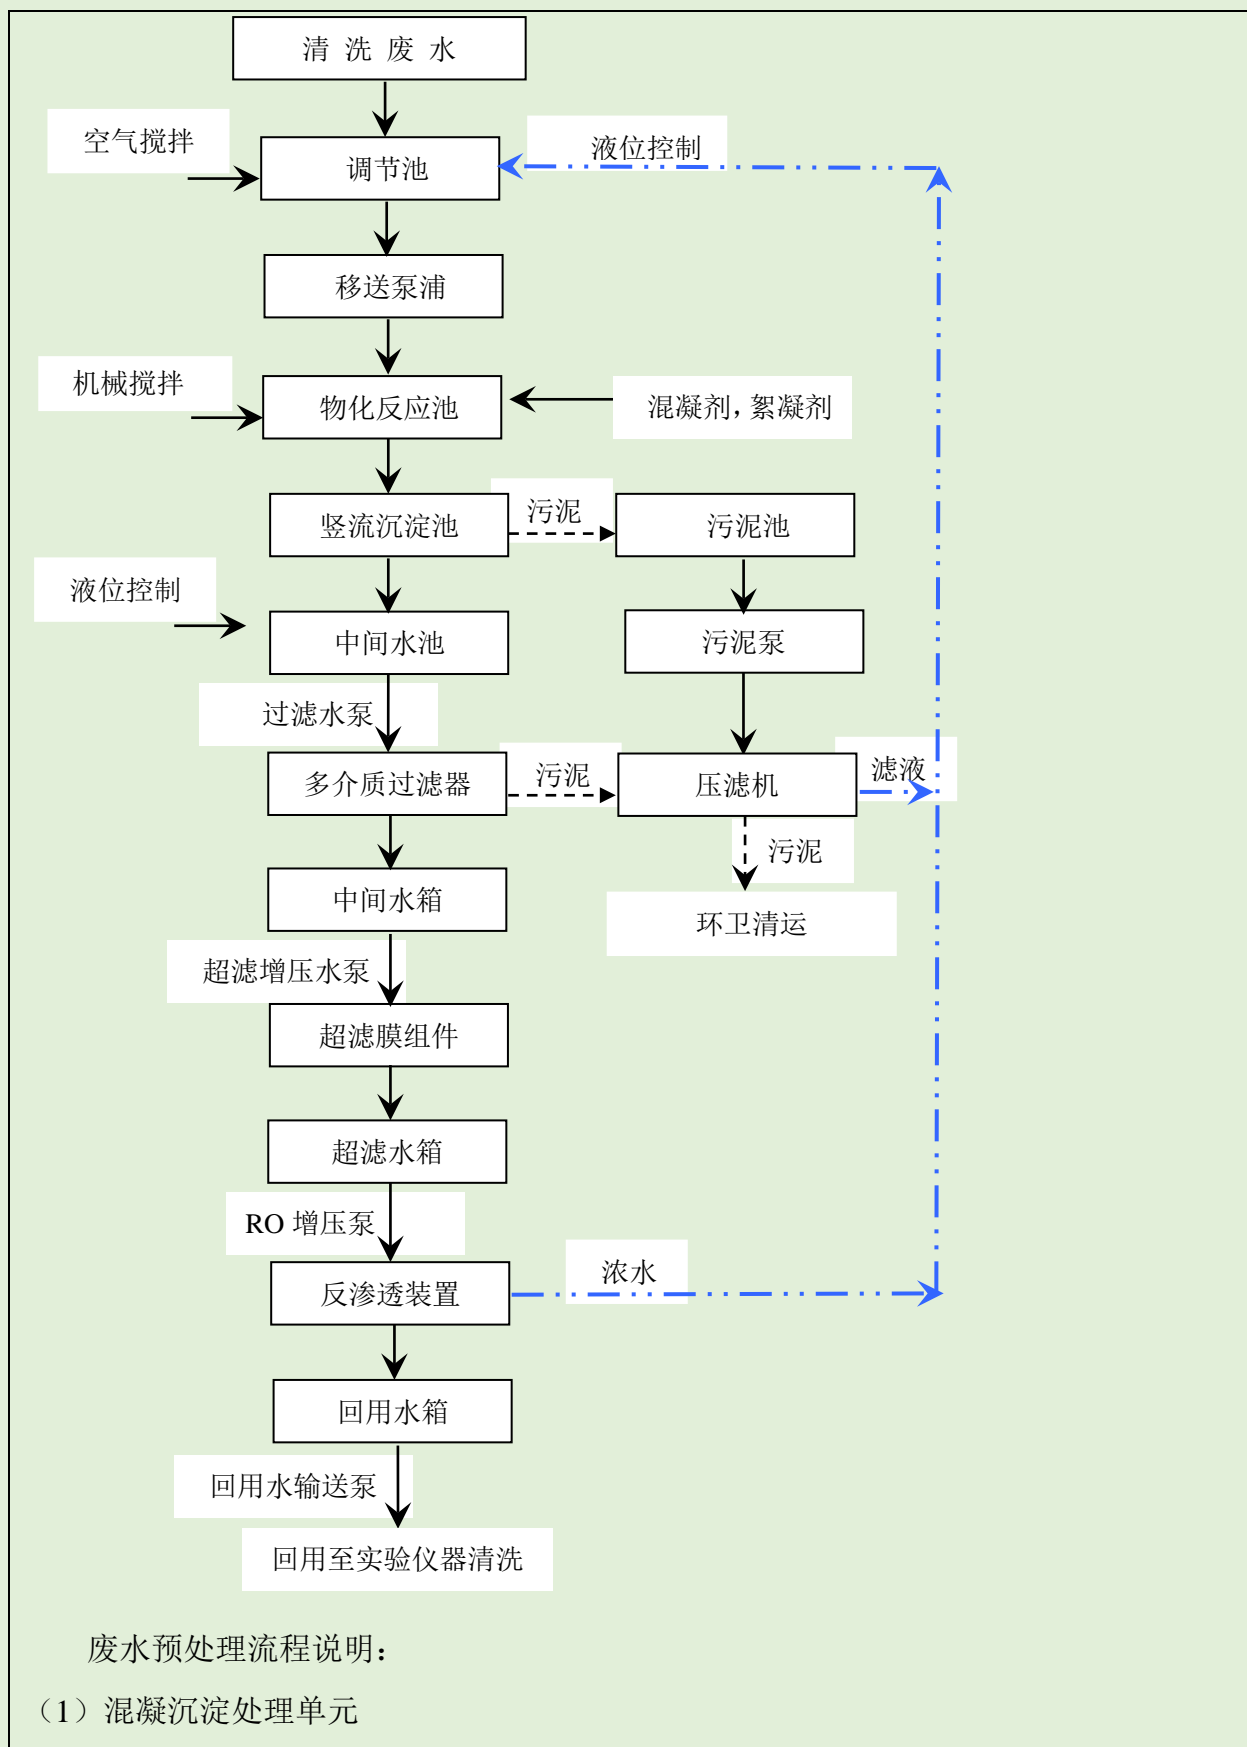 清 洗 废 水
空气搅拌
液位控制
调节池
移送泵浦
机械搅拌
物化反应池
混凝剂，絮凝剂
竖流沉淀池
污泥
污泥池
液位控制
中间水池
污泥泵
过滤水泵
多介质过滤器
污泥
压滤机
滤液
污泥
中间水箱
环卫清运
超滤增压水泵
超滤膜组件
超滤水箱
RO 增压泵
反渗透装置
浓水
回用水箱
回用水输送泵
回用至实验仪器清洗
废水预处理流程说明：
（1）混凝沉淀处理单元